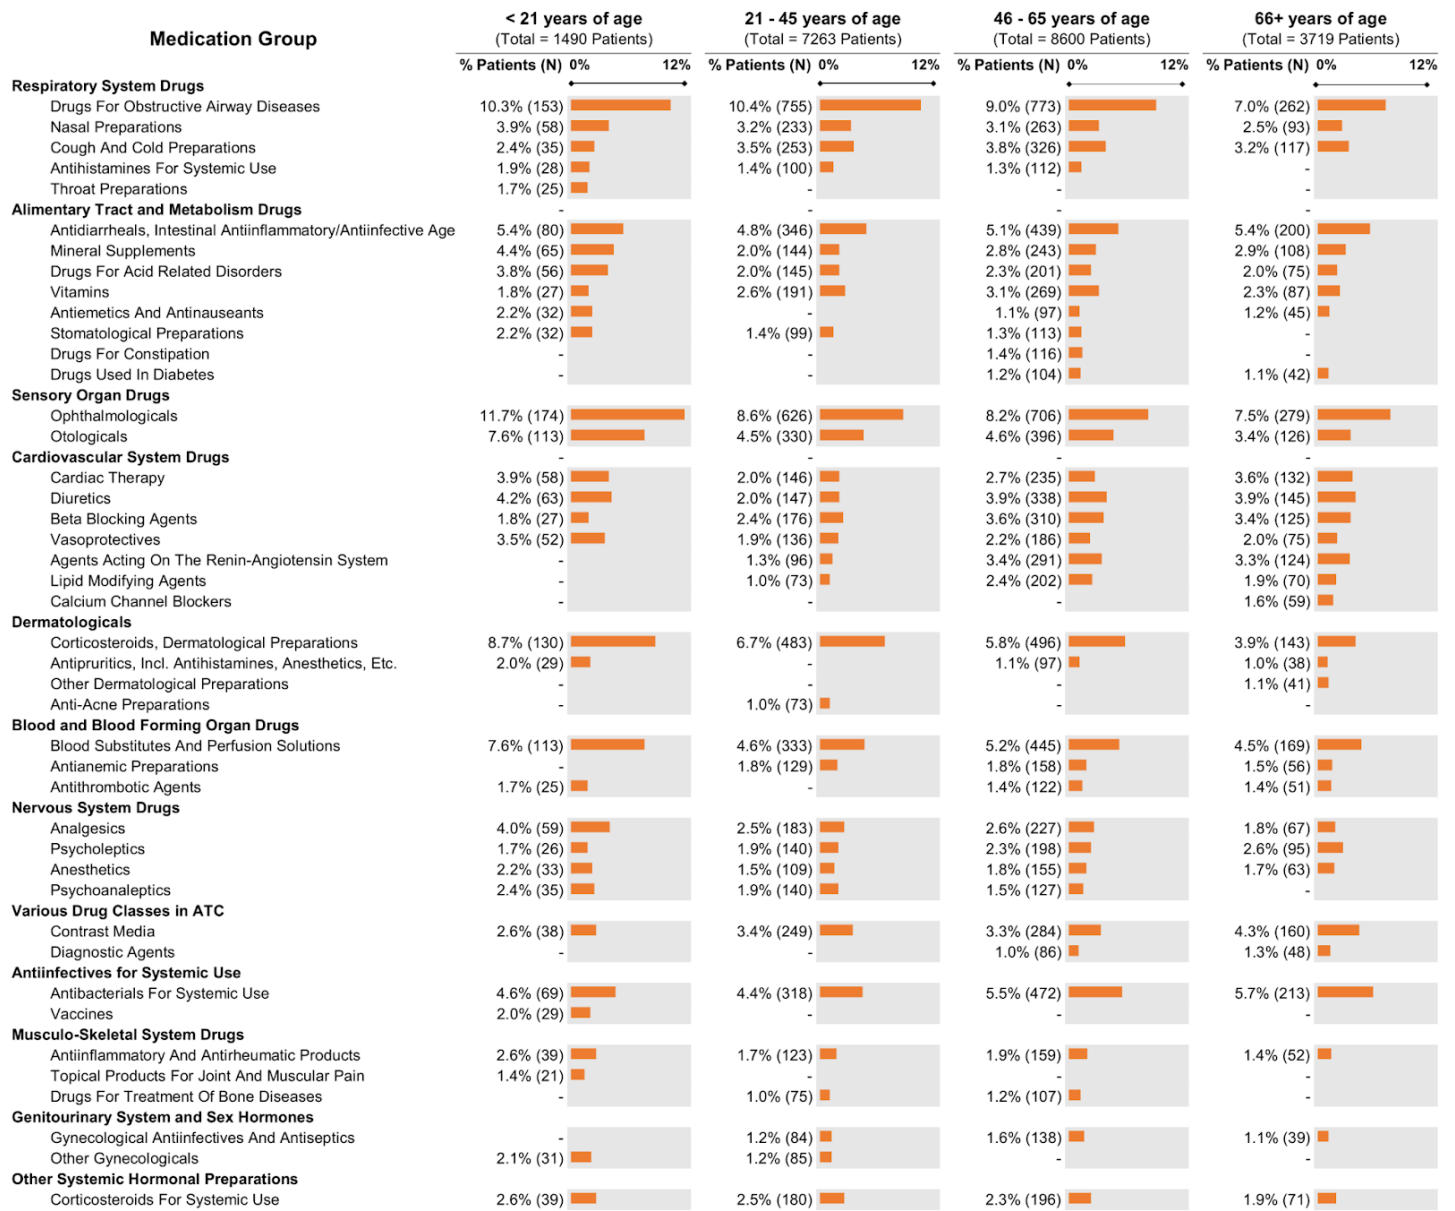 < 21 years of age 21 - 45 years of age 46 - 65 years of age 66+ years of age
Medication Group (Total = 1490 Patients) (Total = 7263 Patients) (Total = 8600 Patients) (Total = 3719 Patients)
% Patients (N) 0% 12% % Patients (N) 0% 12% % Patients (N) 0% 12% % Patients (N) 0% 12%
Respiratory System Drugs
Drugs For Obstructive Airway Diseases 10.3% (153) 10.4% (755) 9.0% (773) 7.0% (262)
Nasal Preparations 3.9% (58) 3.2% (233) 3.1% (263) 2.5% (93)
Cough And Cold Preparations 2.4% (35) 3.5% (253) 3.8% (326) 3.2% (117)
Antihistamines For Systemic Use 1.9% (28) 1.4% (100) 1.3% (112) -
Throat Preparations 1.7% (25) - - -
Alimentary Tract and Metabolism Drugs - - - -
Antidiarrheals, Intestinal Antiinflammatory/Antiinfective Age 5.4% (80) 4.8% (346) 5.1% (439) 5.4% (200)
Mineral Supplements 4.4% (65) 2.0% (144) 2.8% (243) 2.9% (108)
Drugs For Acid Related Disorders 3.8% (56) 2.0% (145) 2.3% (201) 2.0% (75)
Vitamins 1.8% (27) 2.6% (191) 3.1% (269) 2.3% (87)
Antiemetics And Antinauseants 2.2% (32) - 1.1% (97) 1.2% (45)
Stomatological Preparations 2.2% (32) 1.4% (99) 1.3% (113) -
Drugs For Constipation - - 1.4% (116) -
Drugs Used In Diabetes - - 1.2% (104) 1.1% (42)
Sensory Organ Drugs
Ophthalmologicals 11.7% (174) 8.6% (626) 8.2% (706) 7.5% (279)
Otologicals 7.6% (113) 4.5% (330) 4.6% (396) 3.4% (126)
Cardiovascular System Drugs - - - -
Cardiac Therapy 3.9% (58) 2.0% (146) 2.7% (235) 3.6% (132)
Diuretics 4.2% (63) 2.0% (147) 3.9% (338) 3.9% (145)
Beta Blocking Agents 1.8% (27) 2.4% (176) 3.6% (310) 3.4% (125)
Vasoprotectives 3.5% (52) 1.9% (136) 2.2% (186) 2.0% (75)
Agents Acting On The Renin-Angiotensin System - 1.3% (96) 3.4% (291) 3.3% (124)
Lipid Modifying Agents - 1.0% (73) 2.4% (202) 1.9% (70)
Calcium Channel Blockers - - - 1.6% (59)
Dermatologicals
Corticosteroids, Dermatological Preparations 8.7% (130) 6.7% (483) 5.8% (496) 3.9% (143)
Antipruritics, Incl. Antihistamines, Anesthetics, Etc. 2.0% (29) - 1.1% (97) 1.0% (38)
Other Dermatological Preparations - - - 1.1% (41)
Anti-Acne Preparations - 1.0% (73) - -
Blood and Blood Forming Organ Drugs
Blood Substitutes And Perfusion Solutions 7.6% (113) 4.6% (333) 5.2% (445) 4.5% (169)
Antianemic Preparations - 1.8% (129) 1.8% (158) 1.5% (56)
Antithrombotic Agents 1.7% (25) - 1.4% (122) 1.4% (51)
Nervous System Drugs
Analgesics 4.0% (59) 2.5% (183) 2.6% (227) 1.8% (67)
Psycholeptics 1.7% (26) 1.9% (140) 2.3% (198) 2.6% (95)
Anesthetics 2.2% (33) 1.5% (109) 1.8% (155) 1.7% (63)
Psychoanaleptics 2.4% (35) 1.9% (140) 1.5% (127) -
Various Drug Classes in ATC
Contrast Media 2.6% (38) 3.4% (249) 3.3% (284) 4.3% (160)
Diagnostic Agents - - 1.0% (86) 1.3% (48)
Antiinfectives for Systemic Use
Antibacterials For Systemic Use 4.6% (69) 4.4% (318) 5.5% (472) 5.7% (213)
Vaccines 2.0% (29) - - -
Musculo-Skeletal System Drugs
Antiinflammatory And Antirheumatic Products 2.6% (39) 1.7% (123) 1.9% (159) 1.4% (52)
Topical Products For Joint And Muscular Pain 1.4% (21) - - -
Drugs For Treatment Of Bone Diseases - 1.0% (75) 1.2% (107) -
Genitourinary System and Sex Hormones
Gynecological Antiinfectives And Antiseptics - 1.2% (84) 1.6% (138) 1.1% (39)
Other Gynecologicals 2.1% (31) 1.2% (85) - -
Other Systemic Hormonal Preparations
Corticosteroids For Systemic Use 2.6% (39) 2.5% (180) 2.3% (196) 1.9% (71)